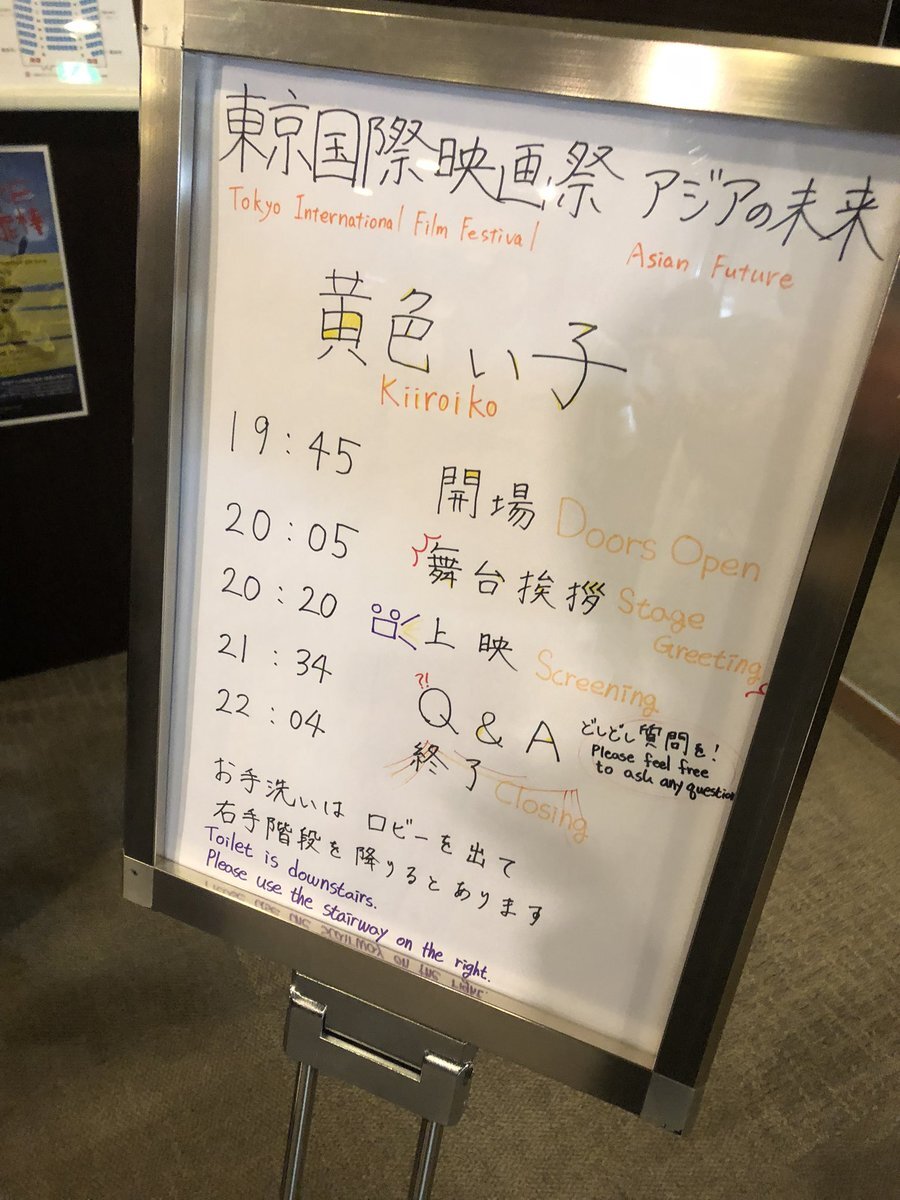 東京国際映画祭 アジアの未来
Tokyo International Film Festival Asian Future
黄色い子
Kiiroiko
19:45 開場 Doors Open
20:05 舞台挨拶 Stage Greeting
20:20 上映 Screening
21:34 ?! Q & A どしどし質問を! Please feel free to ask any question
22:04 終了 Closing
お手洗いは ロビーを出て
右手階段を降りるとあります
Toilet is downstairs.
Please use the stairway on the right.